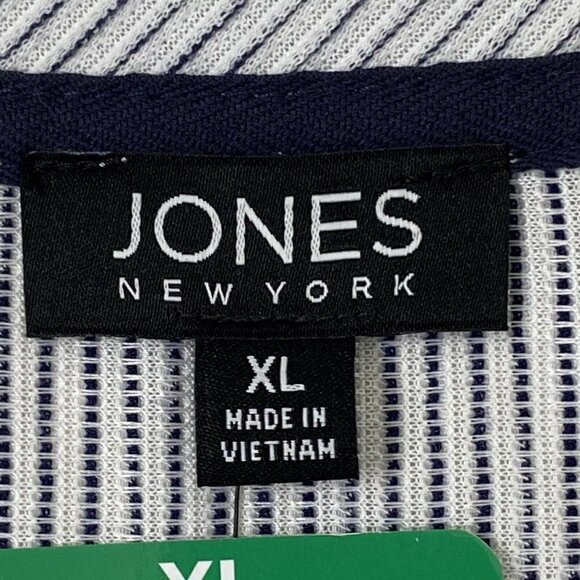 JONES
NEW YORK
XL
MADE IN
VIETNAM
XL